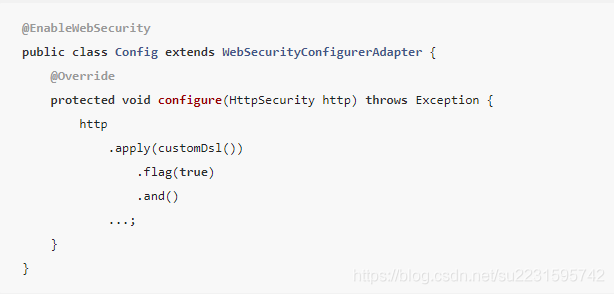 @EnableWebSecurity
public class Config extends WebSecurityConfigurerAdapter {
    @Override
    protected void configure(HttpSecurity http) throws Exception {
        http
            .apply(customDsl())
                .flag(true)
                .and()
            ...;
    }
}
https://blog.csdn.net/su2231595742